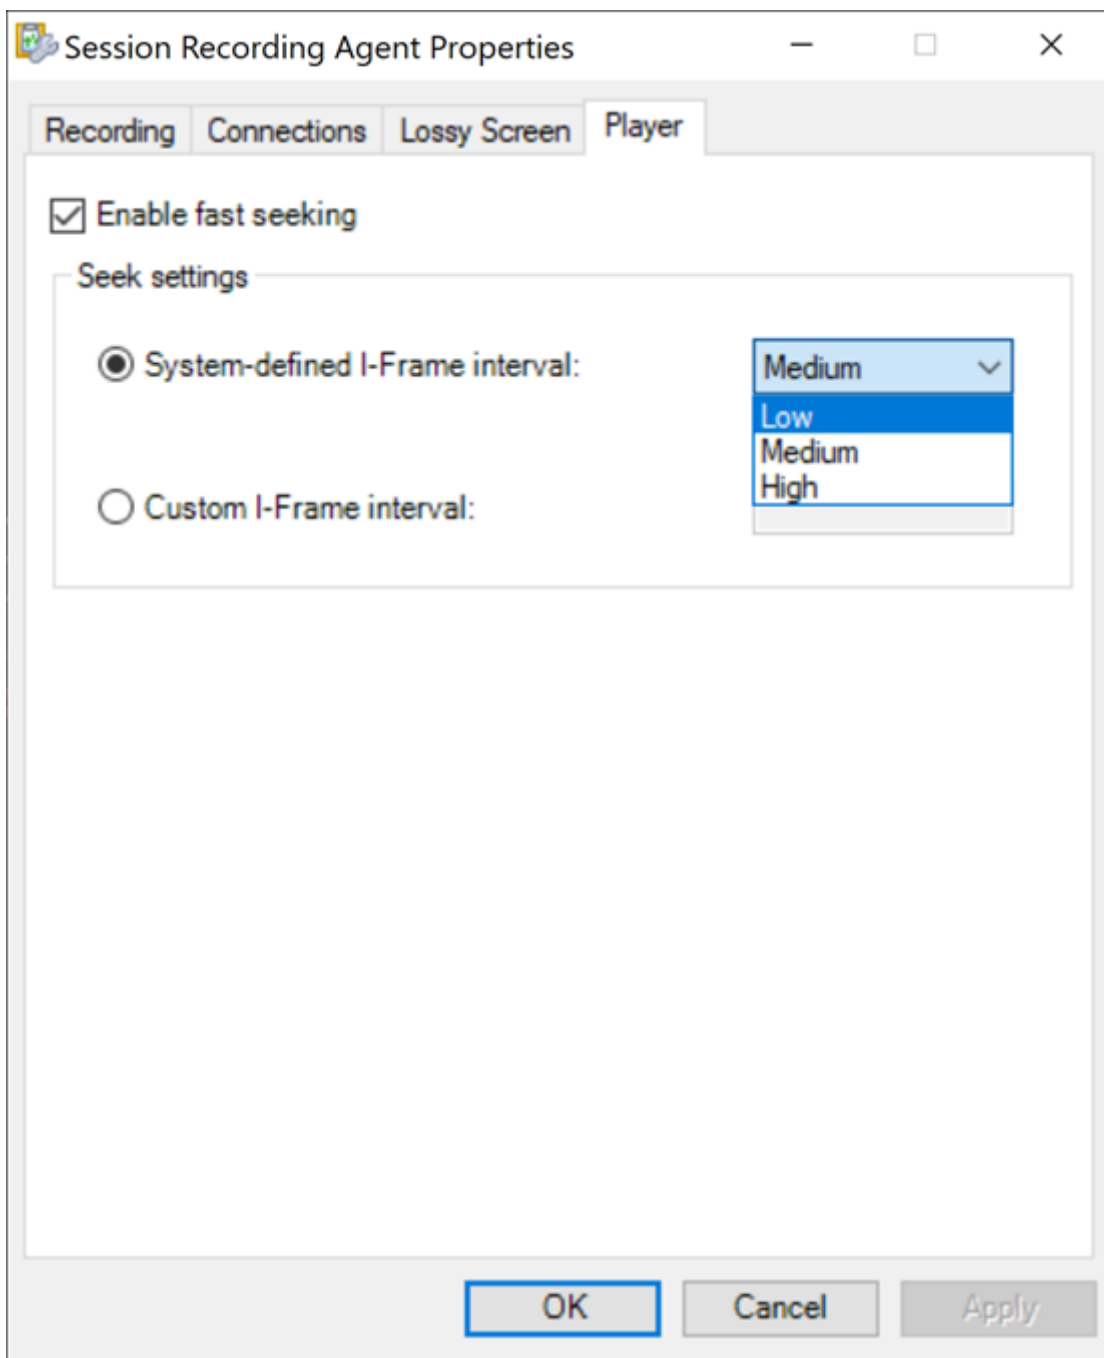 Session Recording Agent Properties
Recording Connections Lossy Screen Player
Enable fast seeking
Seek settings
System-defined I-Frame interval: Medium
Low
Medium
High
Custom I-Frame interval:
OK Cancel Apply